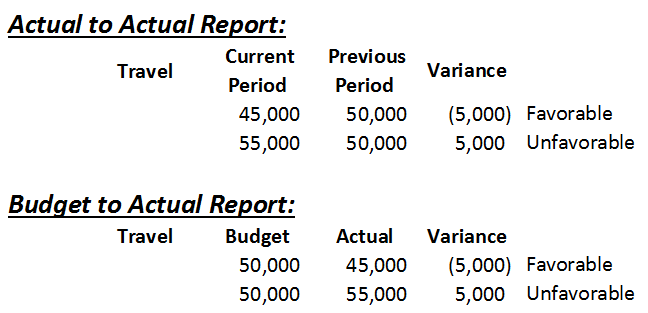 Actual to Actual Report:
Travel Current Period Previous Period Variance
45,000 50,000 (5,000) Favorable
55,000 50,000 5,000 Unfavorable
Budget to Actual Report:
Travel Budget Actual Variance
50,000 45,000 (5,000) Favorable
50,000 55,000 5,000 Unfavorable